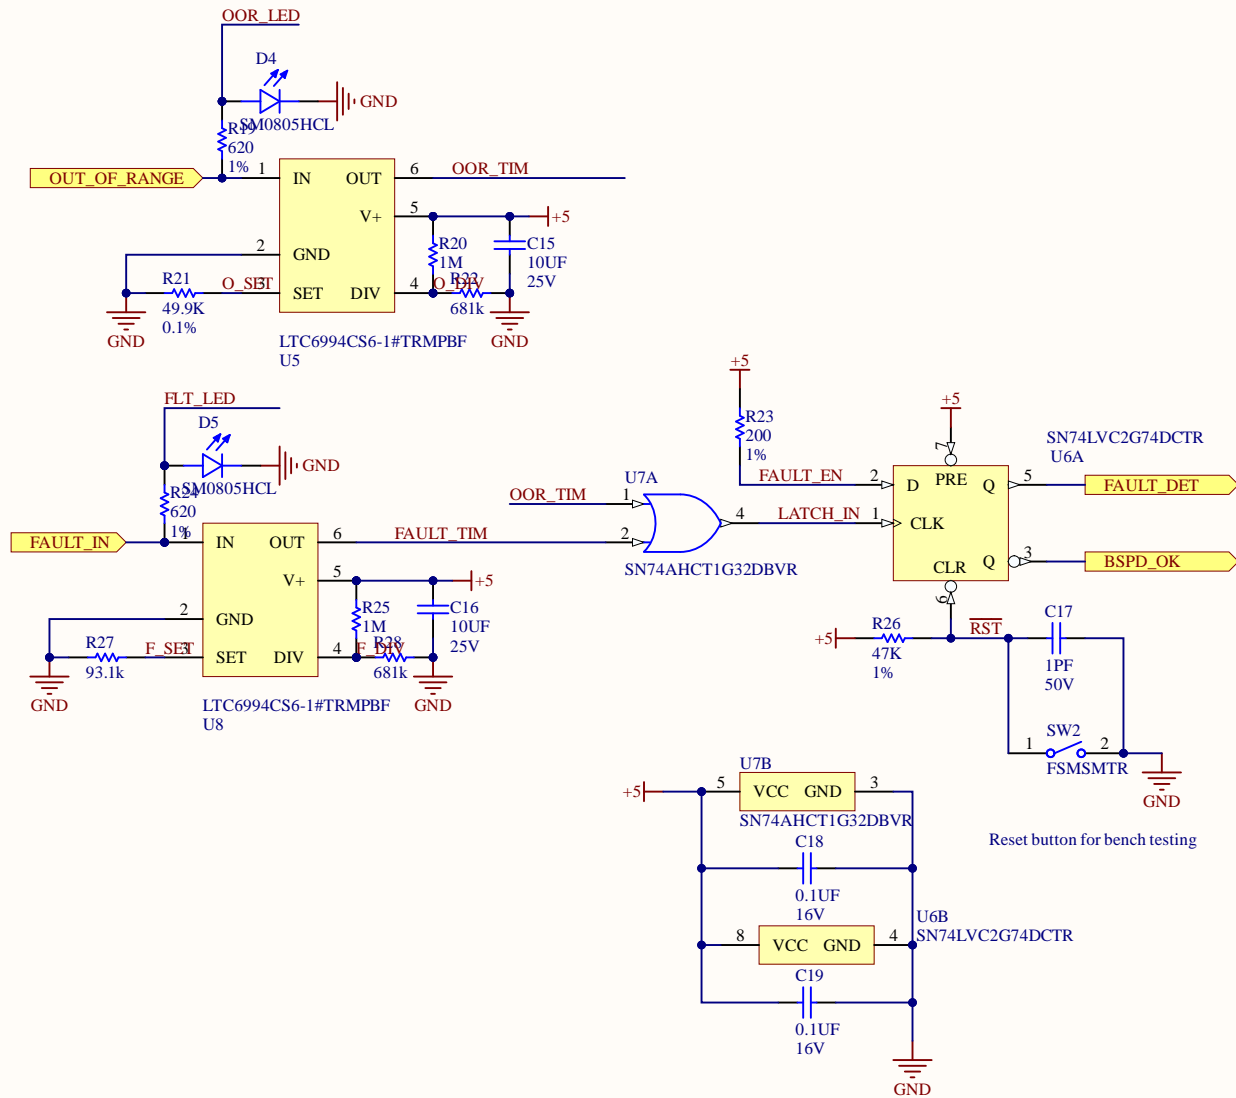 OOR_LED
D4
GND
SM0805HCL
R19
620
1%
OUT_OF_RANGE
1
IN
OUT
6
OOR_TIM
V+
5
+5
2
GND
R20
1M
C15
10UF
25V
R21
49.9K
0.1%
O_SET
3
SET
DIV
4
O_DIV
R22
681k
GND
GND
LTC6994CS6-1#TRMPBF
U5
FLT_LED
D5
GND
SM0805HCL
R24
620
1%
FAULT_IN
1
IN
OUT
6
FAULT_TIM
V+
5
+5
2
GND
R25
1M
C16
10UF
25V
R27
93.1k
F_SET
3
SET
DIV
4
F_DIV
R28
681k
GND
GND
LTC6994CS6-1#TRMPBF
U8
+5
R23
200
1%
FAULT_EN
U7A
OOR_TIM
1
2
4
LATCH_IN
SN74AHCT1G32DBVR
+5
7
SN74LVC2G74DCTR
U6A
2
D
PRE
Q
5
FAULT_DET
1
CLK
CLR
Q
3
BSPD_OK
6
+5
R26
47K
1%
RST
C17
1PF
50V
SW2
1
2
FSMSMTR
GND
Reset button for bench testing
U7B
+5
5
VCC
GND
3
SN74AHCT1G32DBVR
C18
0.1UF
16V
U6B
SN74LVC2G74DCTR
8
VCC
GND
4
C19
0.1UF
16V
GND